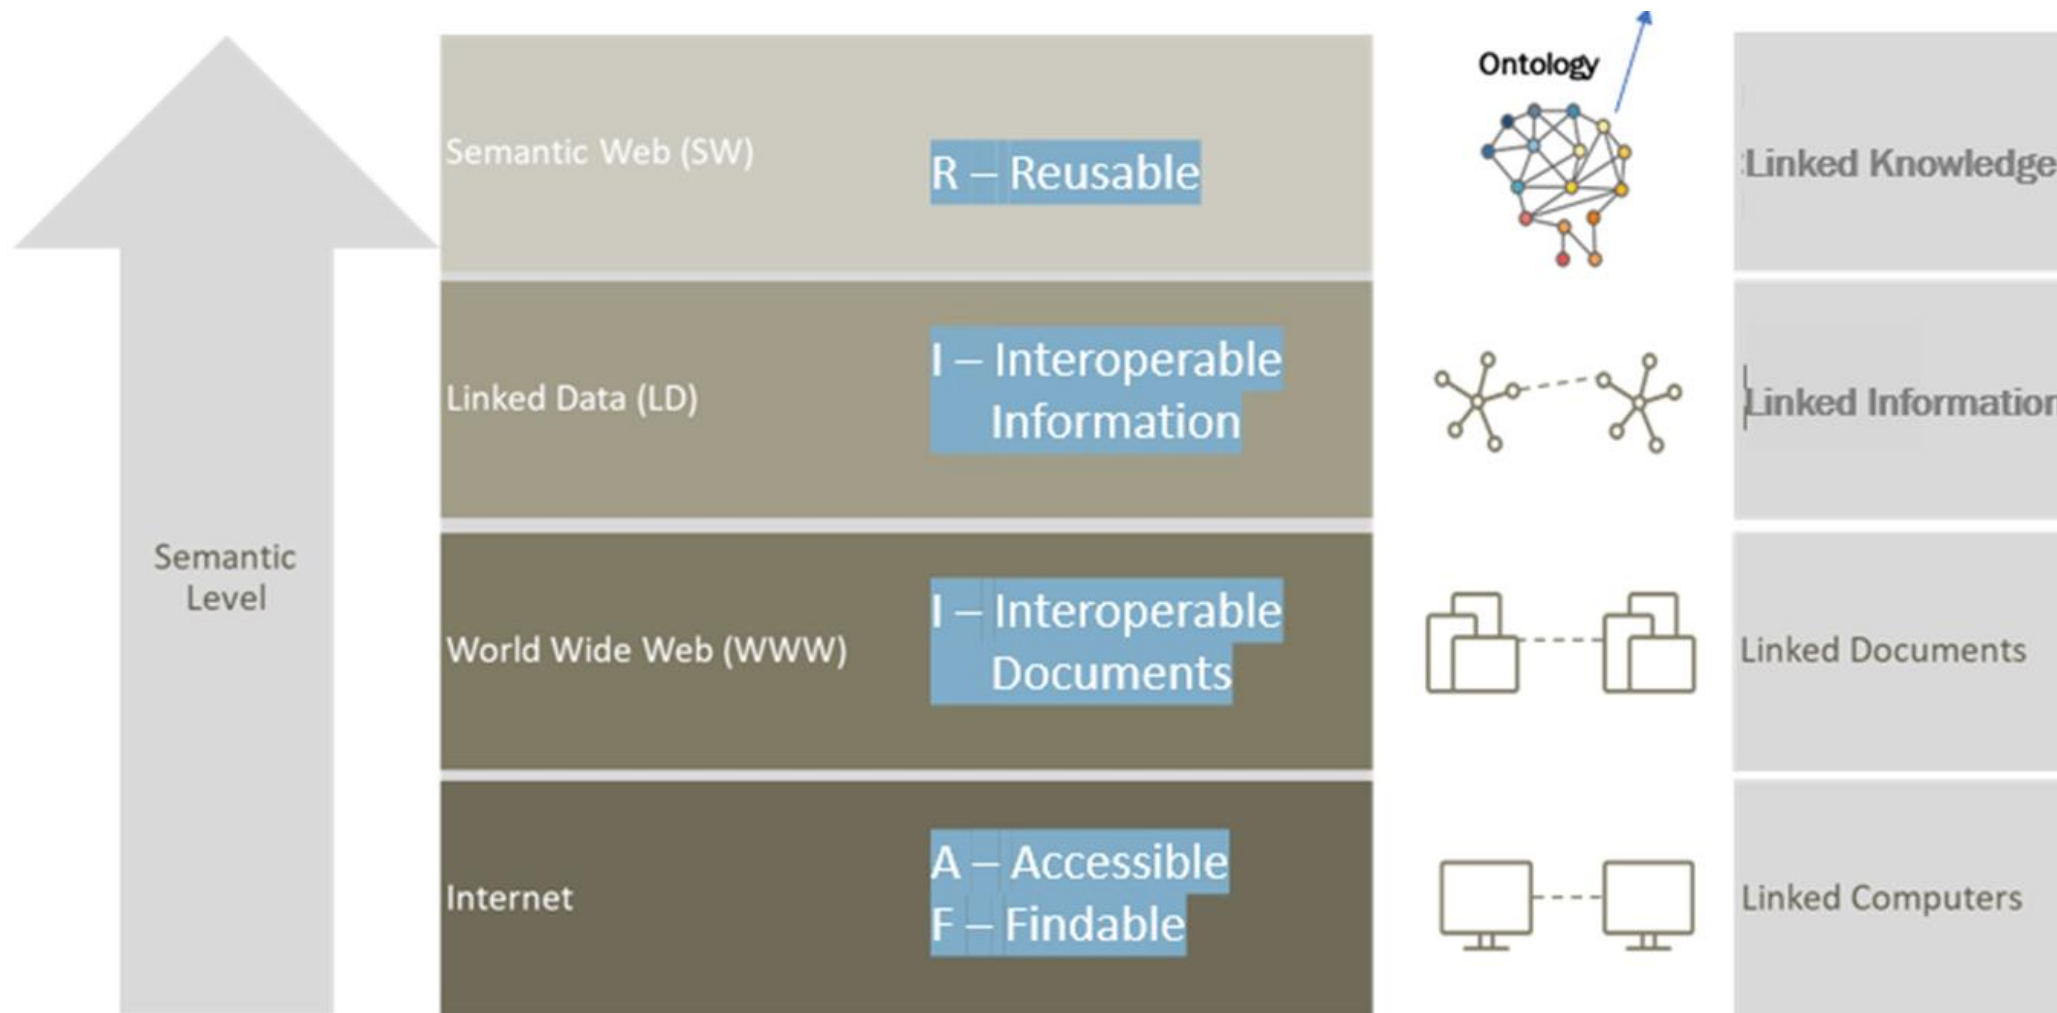 Semantic
Level
Semantic Web (SW)
R – Reusable
Ontology
Linked Knowledge
Linked Data (LD)
I – Interoperable
Information
Linked Information
World Wide Web (WWW)
I – Interoperable
Documents
Linked Documents
Internet
A – Accessible
F – Findable
Linked Computers